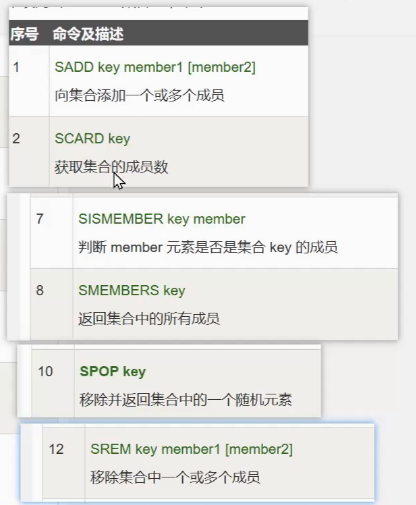 序号 命令及描述
1 SADD key member1 [member2]
向集合添加一个或多个成员
2 SCARD key
获取集合的成员数
7 SISMEMBER key member
判断 member 元素是否是集合 key 的成员
8 SMEMBERS key
返回集合中的所有成员
10 SPOP key
移除并返回集合中的一个随机元素
12 SREM key member1 [member2]
移除集合中一个或多个成员